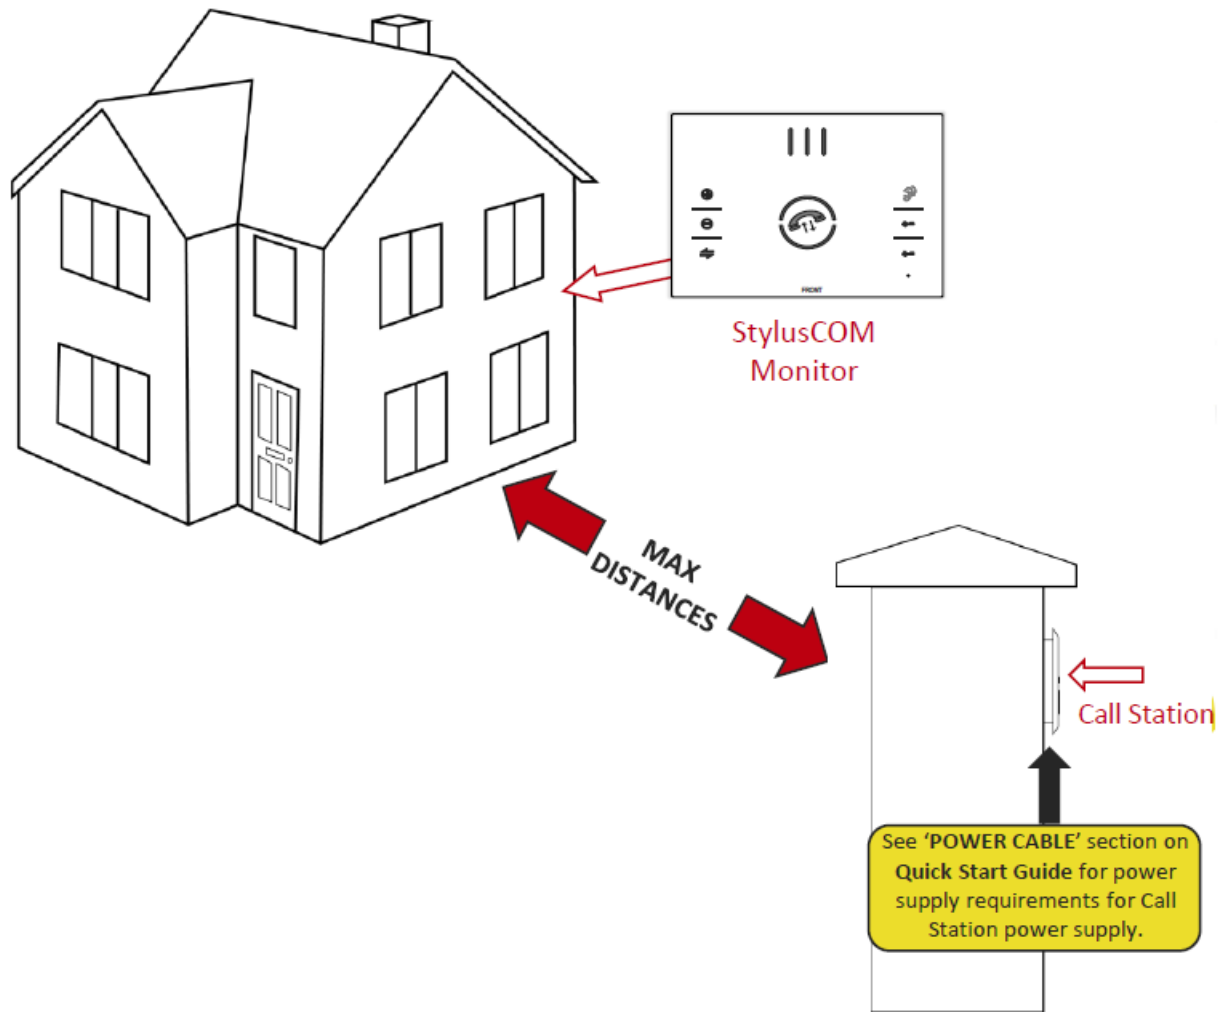 FRONT
StylusCOM
Monitor
MAX
DISTANCES
Call Station
See ‘POWER CABLE’ section on
Quick Start Guide for power
supply requirements for Call
Station power supply.